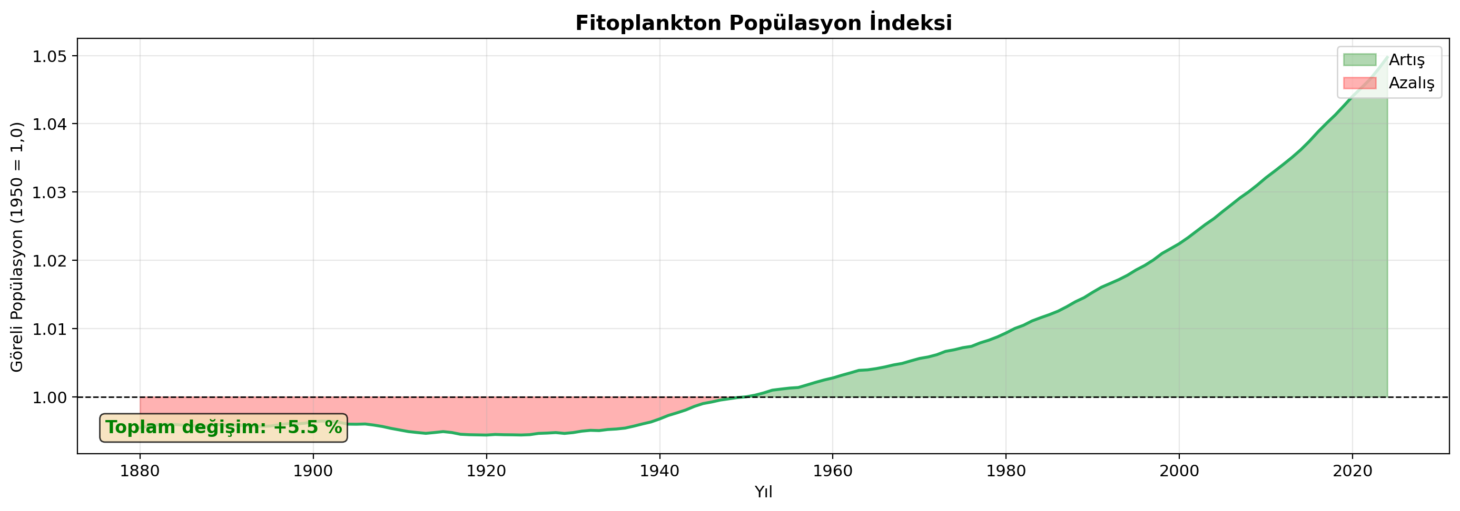 Fitoplankton Popülasyon İndeksi
Göreli Popülasyon (1950 = 1,0)
1.05
1.04
1.03
1.02
1.01
1.00
Artış
Azalış
Toplam değişim: +5.5 %
1880 1900 1920 1940 1960 1980 2000 2020
Yıl